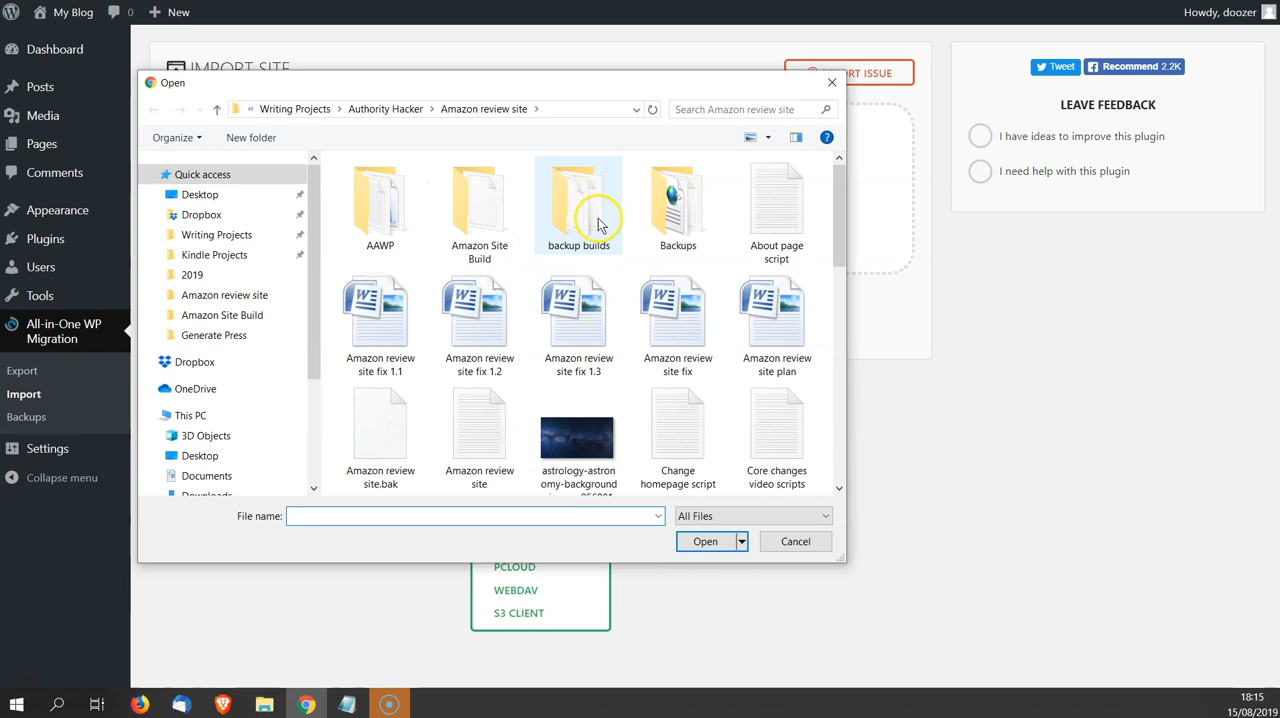 My Blog
0
New
Howdy, doozer
Dashboard
Posts
Media
Pages
Comments
Appearance
Plugins
Users
Tools
All-in-One WP
Migration
Export
Import
Backups
Settings
Collapse menu
IMPORT SITE
REPORT ISSUE
Open
« Writing Projects > Authority Hacker > Amazon review site >
Search Amazon review site
Organize
New folder
Quick access
Desktop
Dropbox
Writing Projects
Kindle Projects
2019
Amazon review site
Amazon Site Build
Generate Press
Dropbox
OneDrive
This PC
3D Objects
Desktop
Documents
Downloads
AAWP
Amazon Site
Build
backup builds
Backups
About page
script
Amazon review
site fix 1.1
Amazon review
site fix 1.2
Amazon review
site fix 1.3
Amazon review
site fix
Amazon review
site plan
Amazon review
site.bak
Amazon review
site
astrology-astron
omy-background
Change
homepage script
Core changes
video scripts
File name:
All Files
Open
Cancel
PCLOUD
WEBDAV
S3 CLIENT
Tweet
Recommend 2.2K
LEAVE FEEDBACK
I have ideas to improve this plugin
I need help with this plugin
18:15
15/08/2019